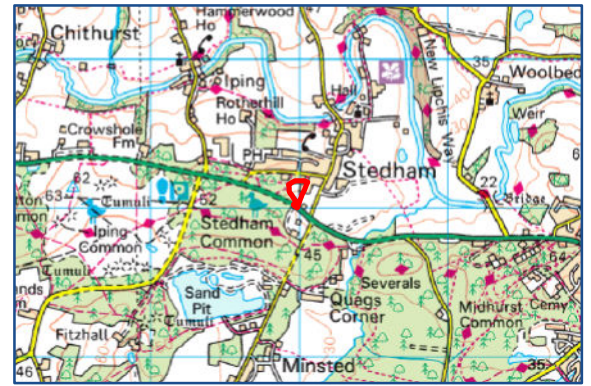 Hammerwood
Ho
Chithurst
35
Woolbed
Iping
New Lipchis Way
Rotherhill
Ho
Hall
Weir
Crowshole
Fm
PH
Stedham
62
22
63
Tumuli
P
52
Bridge
Iping
Common
Stedham
Common
45
64
Tumuli
Severals
Sand
Pit
Quags
Corner
Midhurst
Common
Cemy
Tumuli
Fitzhall
Minsted
46
35